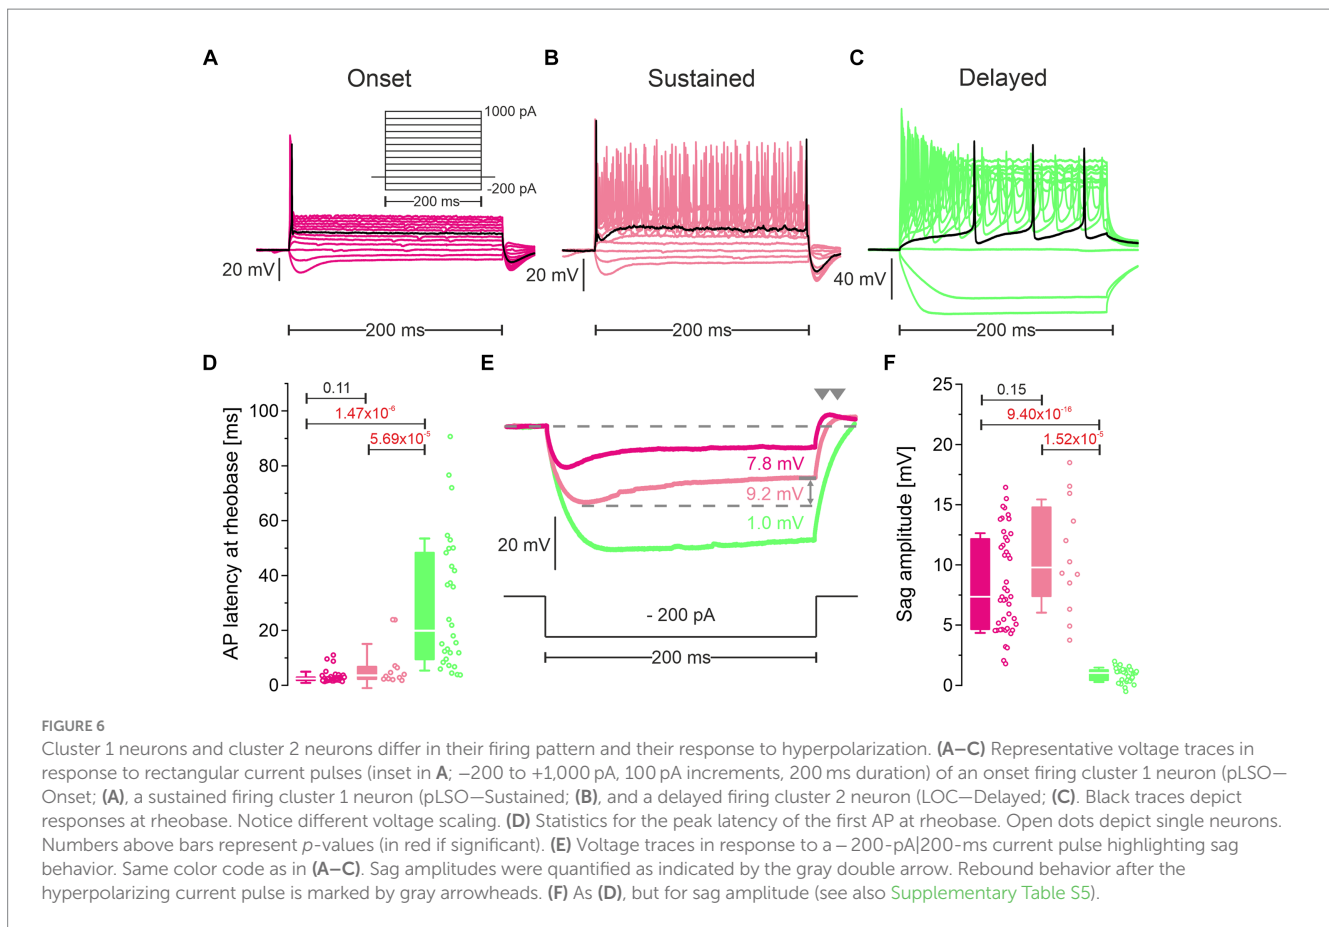 A
Onset
1000 pA
-200 pA
200 ms
20 mV
200 ms
B
Sustained
20 mV
200 ms
C
Delayed
40 mV
200 ms
D
AP latency at rheobase [ms]
100
80
60
40
20
0
0.11
1.47x10⁻⁶
5.69x10⁻⁵
E
7.8 mV
9.2 mV
1.0 mV
20 mV
- 200 pA
200 ms
F
Sag amplitude [mV]
25
20
15
10
5
0
0.15
9.40x10⁻¹⁶
1.52x10⁻⁵
FIGURE 6
Cluster 1 neurons and cluster 2 neurons differ in their firing pattern and their response to hyperpolarization. (A–C) Representative voltage traces in
response to rectangular current pulses (inset in A; −200 to +1,000 pA, 100 pA increments, 200 ms duration) of an onset firing cluster 1 neuron (pLSO—
Onset; (A), a sustained firing cluster 1 neuron (pLSO—Sustained; (B), and a delayed firing cluster 2 neuron (LOC—Delayed; (C). Black traces depict
responses at rheobase. Notice different voltage scaling. (D) Statistics for the peak latency of the first AP at rheobase. Open dots depict single neurons.
Numbers above bars represent p-values (in red if significant). (E) Voltage traces in response to a − 200-pA|200-ms current pulse highlighting sag
behavior. Same color code as in (A–C). Sag amplitudes were quantified as indicated by the gray double arrow. Rebound behavior after the
hyperpolarizing current pulse is marked by gray arrowheads. (F) As (D), but for sag amplitude (see also Supplementary Table S5).